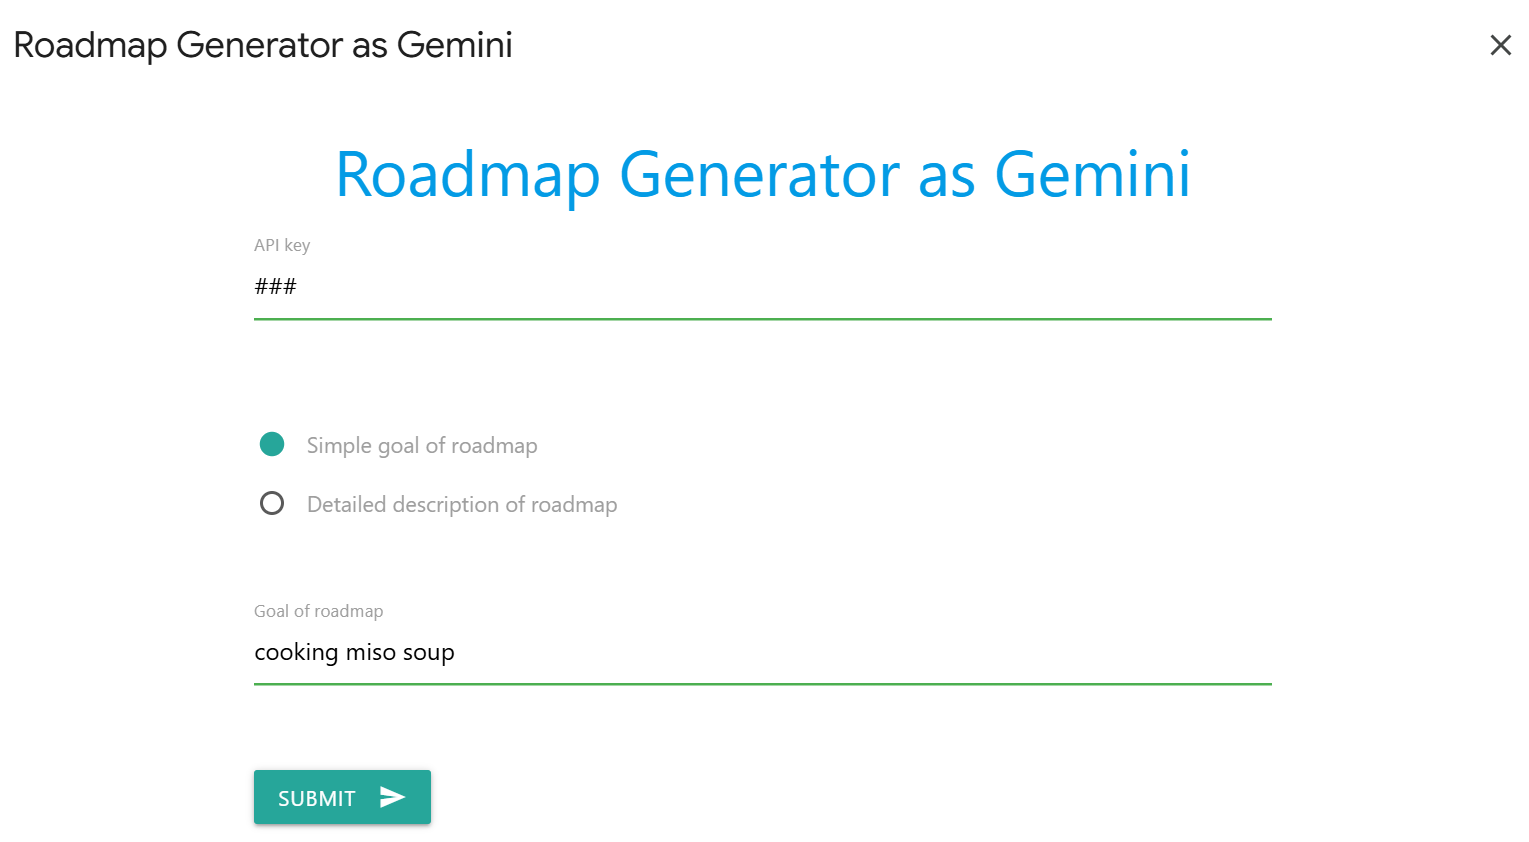 Roadmap Generator as Gemini
Roadmap Generator as Gemini
API key
###
Simple goal of roadmap
Detailed description of roadmap
Goal of roadmap
cooking miso soup
SUBMIT